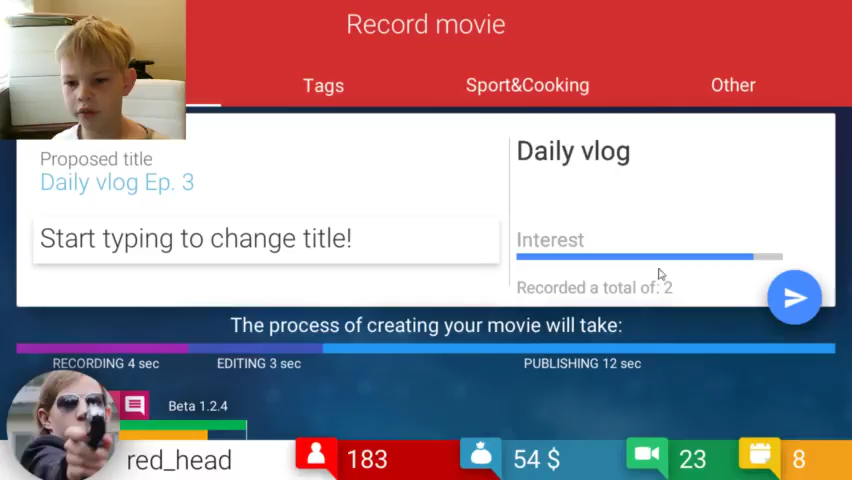 Record movie
Tags
Sport&Cooking
Other
Proposed title
Daily vlog Ep. 3
Start typing to change title!
Daily vlog
Interest
Recorded a total of: 2
The process of creating your movie will take:
RECORDING 4 sec
EDITING 3 sec
PUBLISHING 12 sec
Beta 1.2.4
red_head
183
54 $
23
8